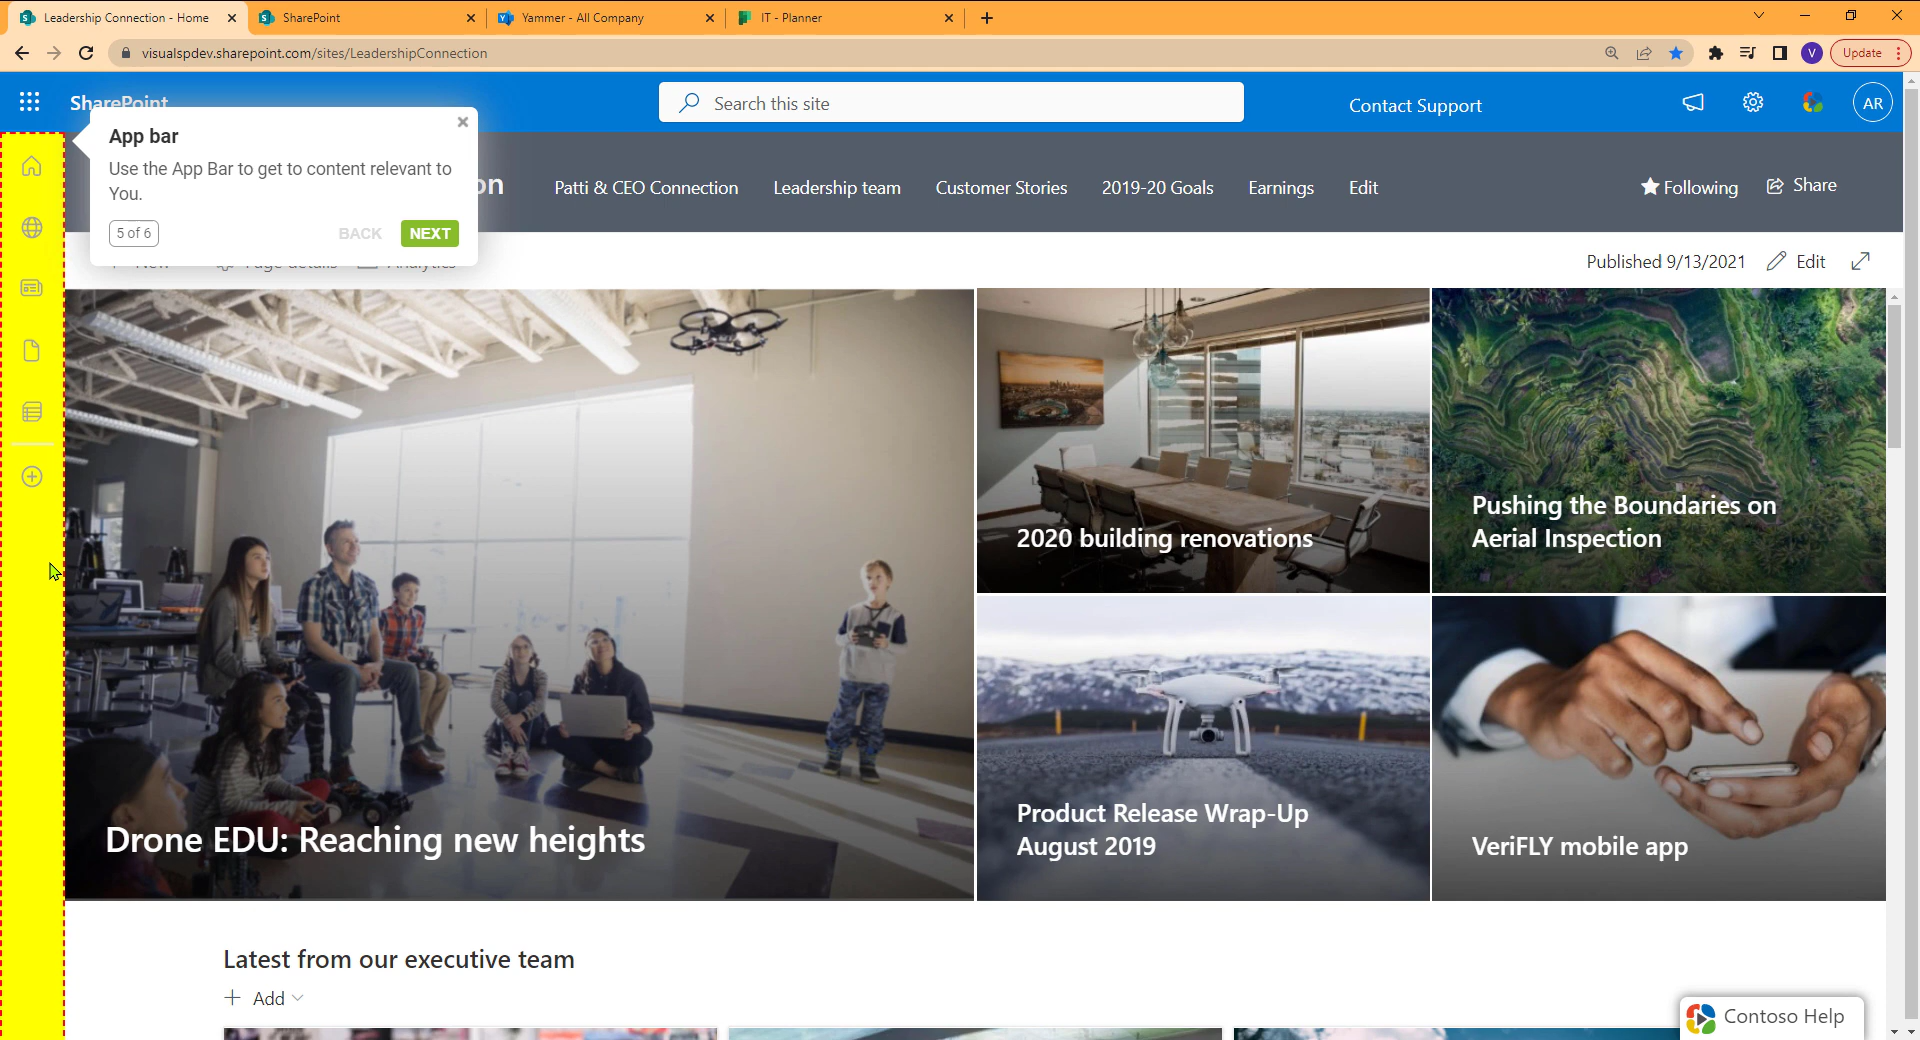 Leadership Connection - Home
SharePoint
Yammer - All Company
IT - Planner
visualspdev.sharepoint.com/sites/LeadershipConnection
V
Update
SharePoint
Search this site
Contact Support
AR
App bar
Use the App Bar to get to content relevant to
You.
5 of 6
BACK
NEXT
on
Patti & CEO Connection
Leadership team
Customer Stories
2019-20 Goals
Earnings
Edit
Following
Share
New
Page details
Analytics
Published 9/13/2021
Edit
2020 building renovations
Pushing the Boundaries on
Aerial Inspection
Drone EDU: Reaching new heights
Product Release Wrap-Up
August 2019
VeriFLY mobile app
Latest from our executive team
Add
Contoso Help